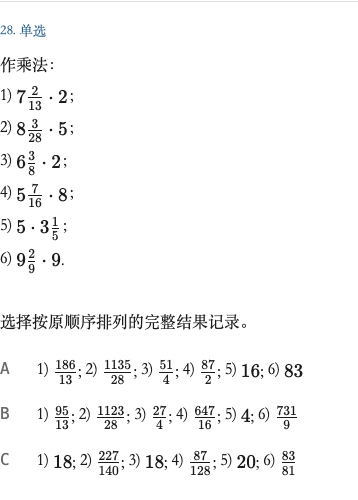 28. 单选
作乘法：
1) 7 2/13 · 2;
2) 8 3/28 · 5;
3) 6 3/8 · 2;
4) 5 7/16 · 8;
5) 5 · 3 1/5;
6) 9 2/9 · 9.
选择按原顺序排列的完整结果记录。
A 1) 186/13; 2) 1135/28; 3) 51/4; 4) 87/2; 5) 16; 6) 83
B 1) 95/13; 2) 1123/28; 3) 27/4; 4) 647/16; 5) 4; 6) 731/9
C 1) 18; 2) 227/140; 3) 18; 4) 87/128; 5) 20; 6) 83/81